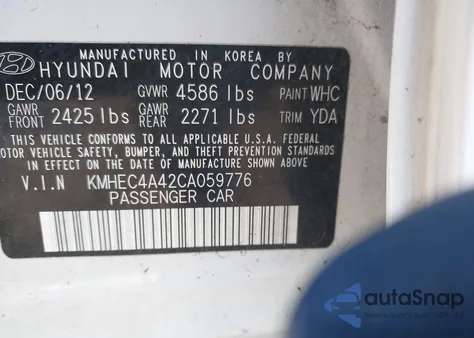 MANUFACTURED IN KOREA BY
HYUNDAI MOTOR COMPANY
DEC/06/12 GVWR 4586 lbs PAINT WHC
GAWR FRONT 2425 lbs GAWR REAR 2271 lbs TRIM YDA
THIS VEHICLE CONFORMS TO ALL APPLICABLE U.S.A. FEDERAL
MOTOR VEHICLE SAFETY, BUMPER, AND THEFT PREVENTION STANDARDS
IN EFFECT ON THE DATE OF MANUFACTURE SHOWN ABOVE.
V.I.N KMHEC4A42CA059776
PASSENGER CAR
autoSnap